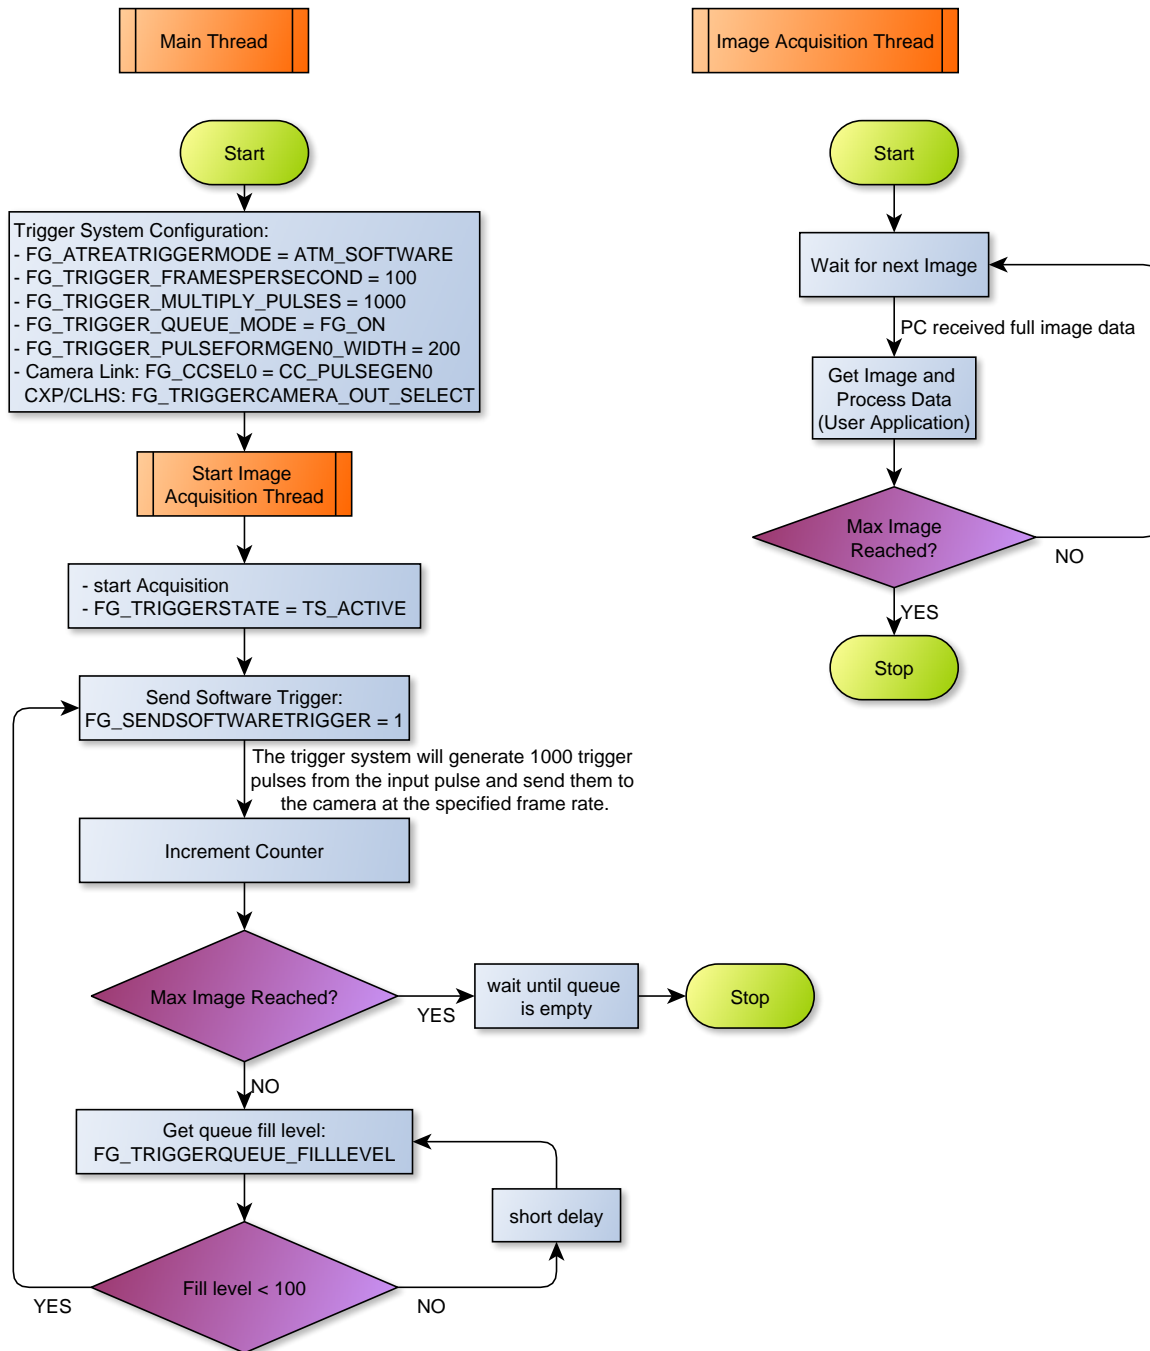 Main Thread
Image Acquisition Thread
Start
Trigger System Configuration:
- FG_ATREATRIGGERMODE = ATM_SOFTWARE
- FG_TRIGGER_FRAMESPERSECOND = 100
- FG_TRIGGER_MULTIPLY_PULSES = 1000
- FG_TRIGGER_QUEUE_MODE = FG_ON
- FG_TRIGGER_PULSEFORMGEN0_WIDTH = 200
- Camera Link: FG_CCSEL0 = CC_PULSEGEN0
CXP/CLHS: FG_TRIGGERCAMERA_OUT_SELECT
Start Image
Acquisition Thread
- start Acquisition
- FG_TRIGGERSTATE = TS_ACTIVE
Send Software Trigger:
FG_SENDSOFTWARETRIGGER = 1
The trigger system will generate 1000 trigger
pulses from the input pulse and send them to
the camera at the specified frame rate.
Increment Counter
Max Image Reached?
YES
wait until queue
is empty
Stop
NO
Get queue fill level:
FG_TRIGGERQUEUE_FILLLEVEL
short delay
Fill level < 100
YES
NO
Start
Wait for next Image
PC received full image data
Get Image and
Process Data
(User Application)
Max Image
Reached?
NO
YES
Stop